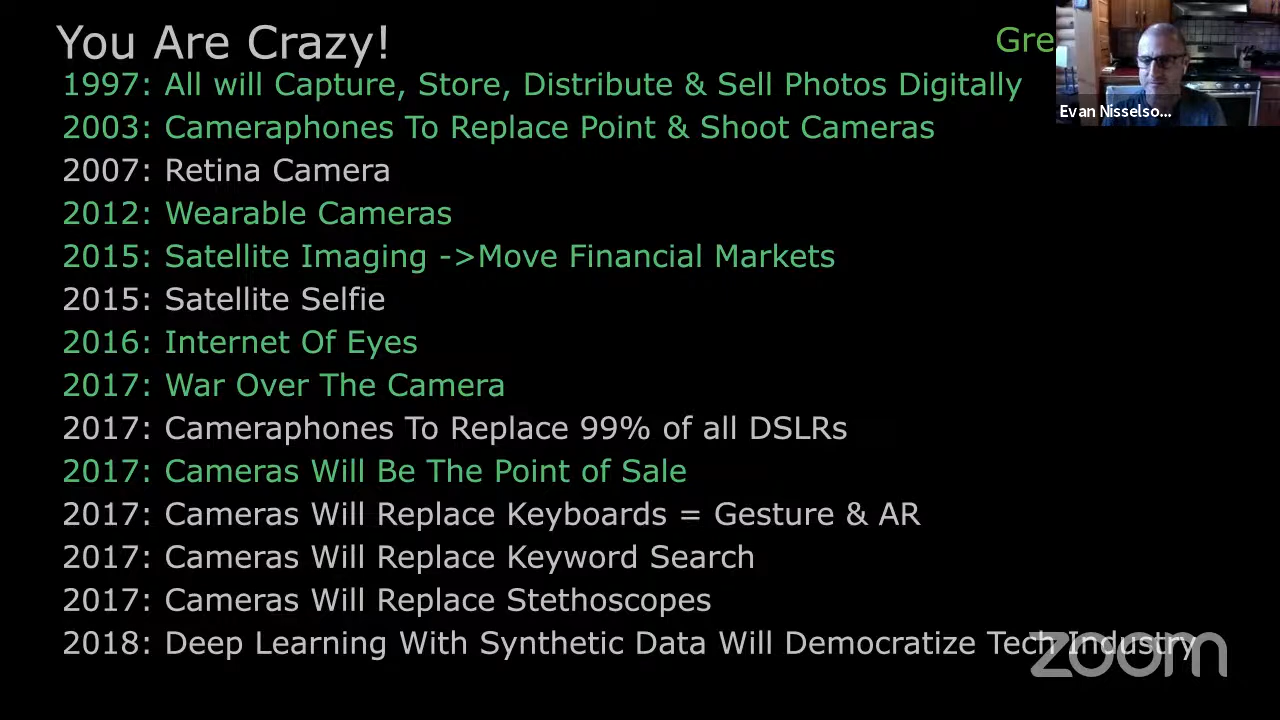 You Are Crazy!
Gre
1997: All will Capture, Store, Distribute & Sell Photos Digitally
2003: Cameraphones To Replace Point & Shoot Cameras
2007: Retina Camera
2012: Wearable Cameras
2015: Satellite Imaging ->Move Financial Markets
2015: Satellite Selfie
2016: Internet Of Eyes
2017: War Over The Camera
2017: Cameraphones To Replace 99% of all DSLRs
2017: Cameras Will Be The Point of Sale
2017: Cameras Will Replace Keyboards = Gesture & AR
2017: Cameras Will Replace Keyword Search
2017: Cameras Will Replace Stethoscopes
2018: Deep Learning With Synthetic Data Will Democratize Tech Industry
Evan Nisselso...
zoom